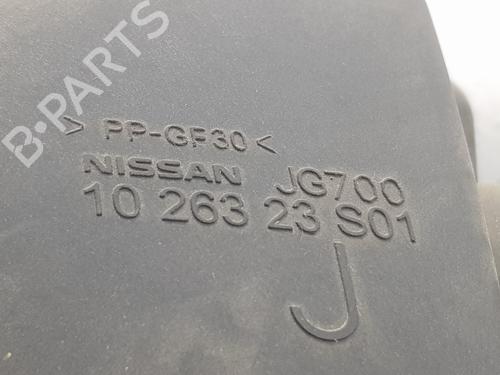 B-PARTS
> PP-GF30 <
NISSAN JG700
10 263 23 S01
J